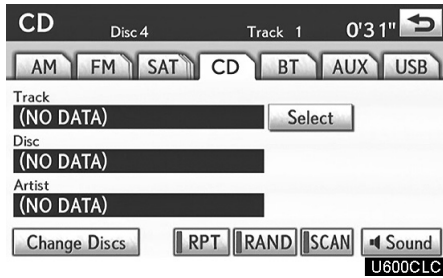 CD Disc 4 Track 1 0'31"
AM FM SAT CD BT AUX USB
Track
(NO DATA) Select
Disc
(NO DATA)
Artist
(NO DATA)
Change Discs RPT RAND SCAN Sound
U600CLC